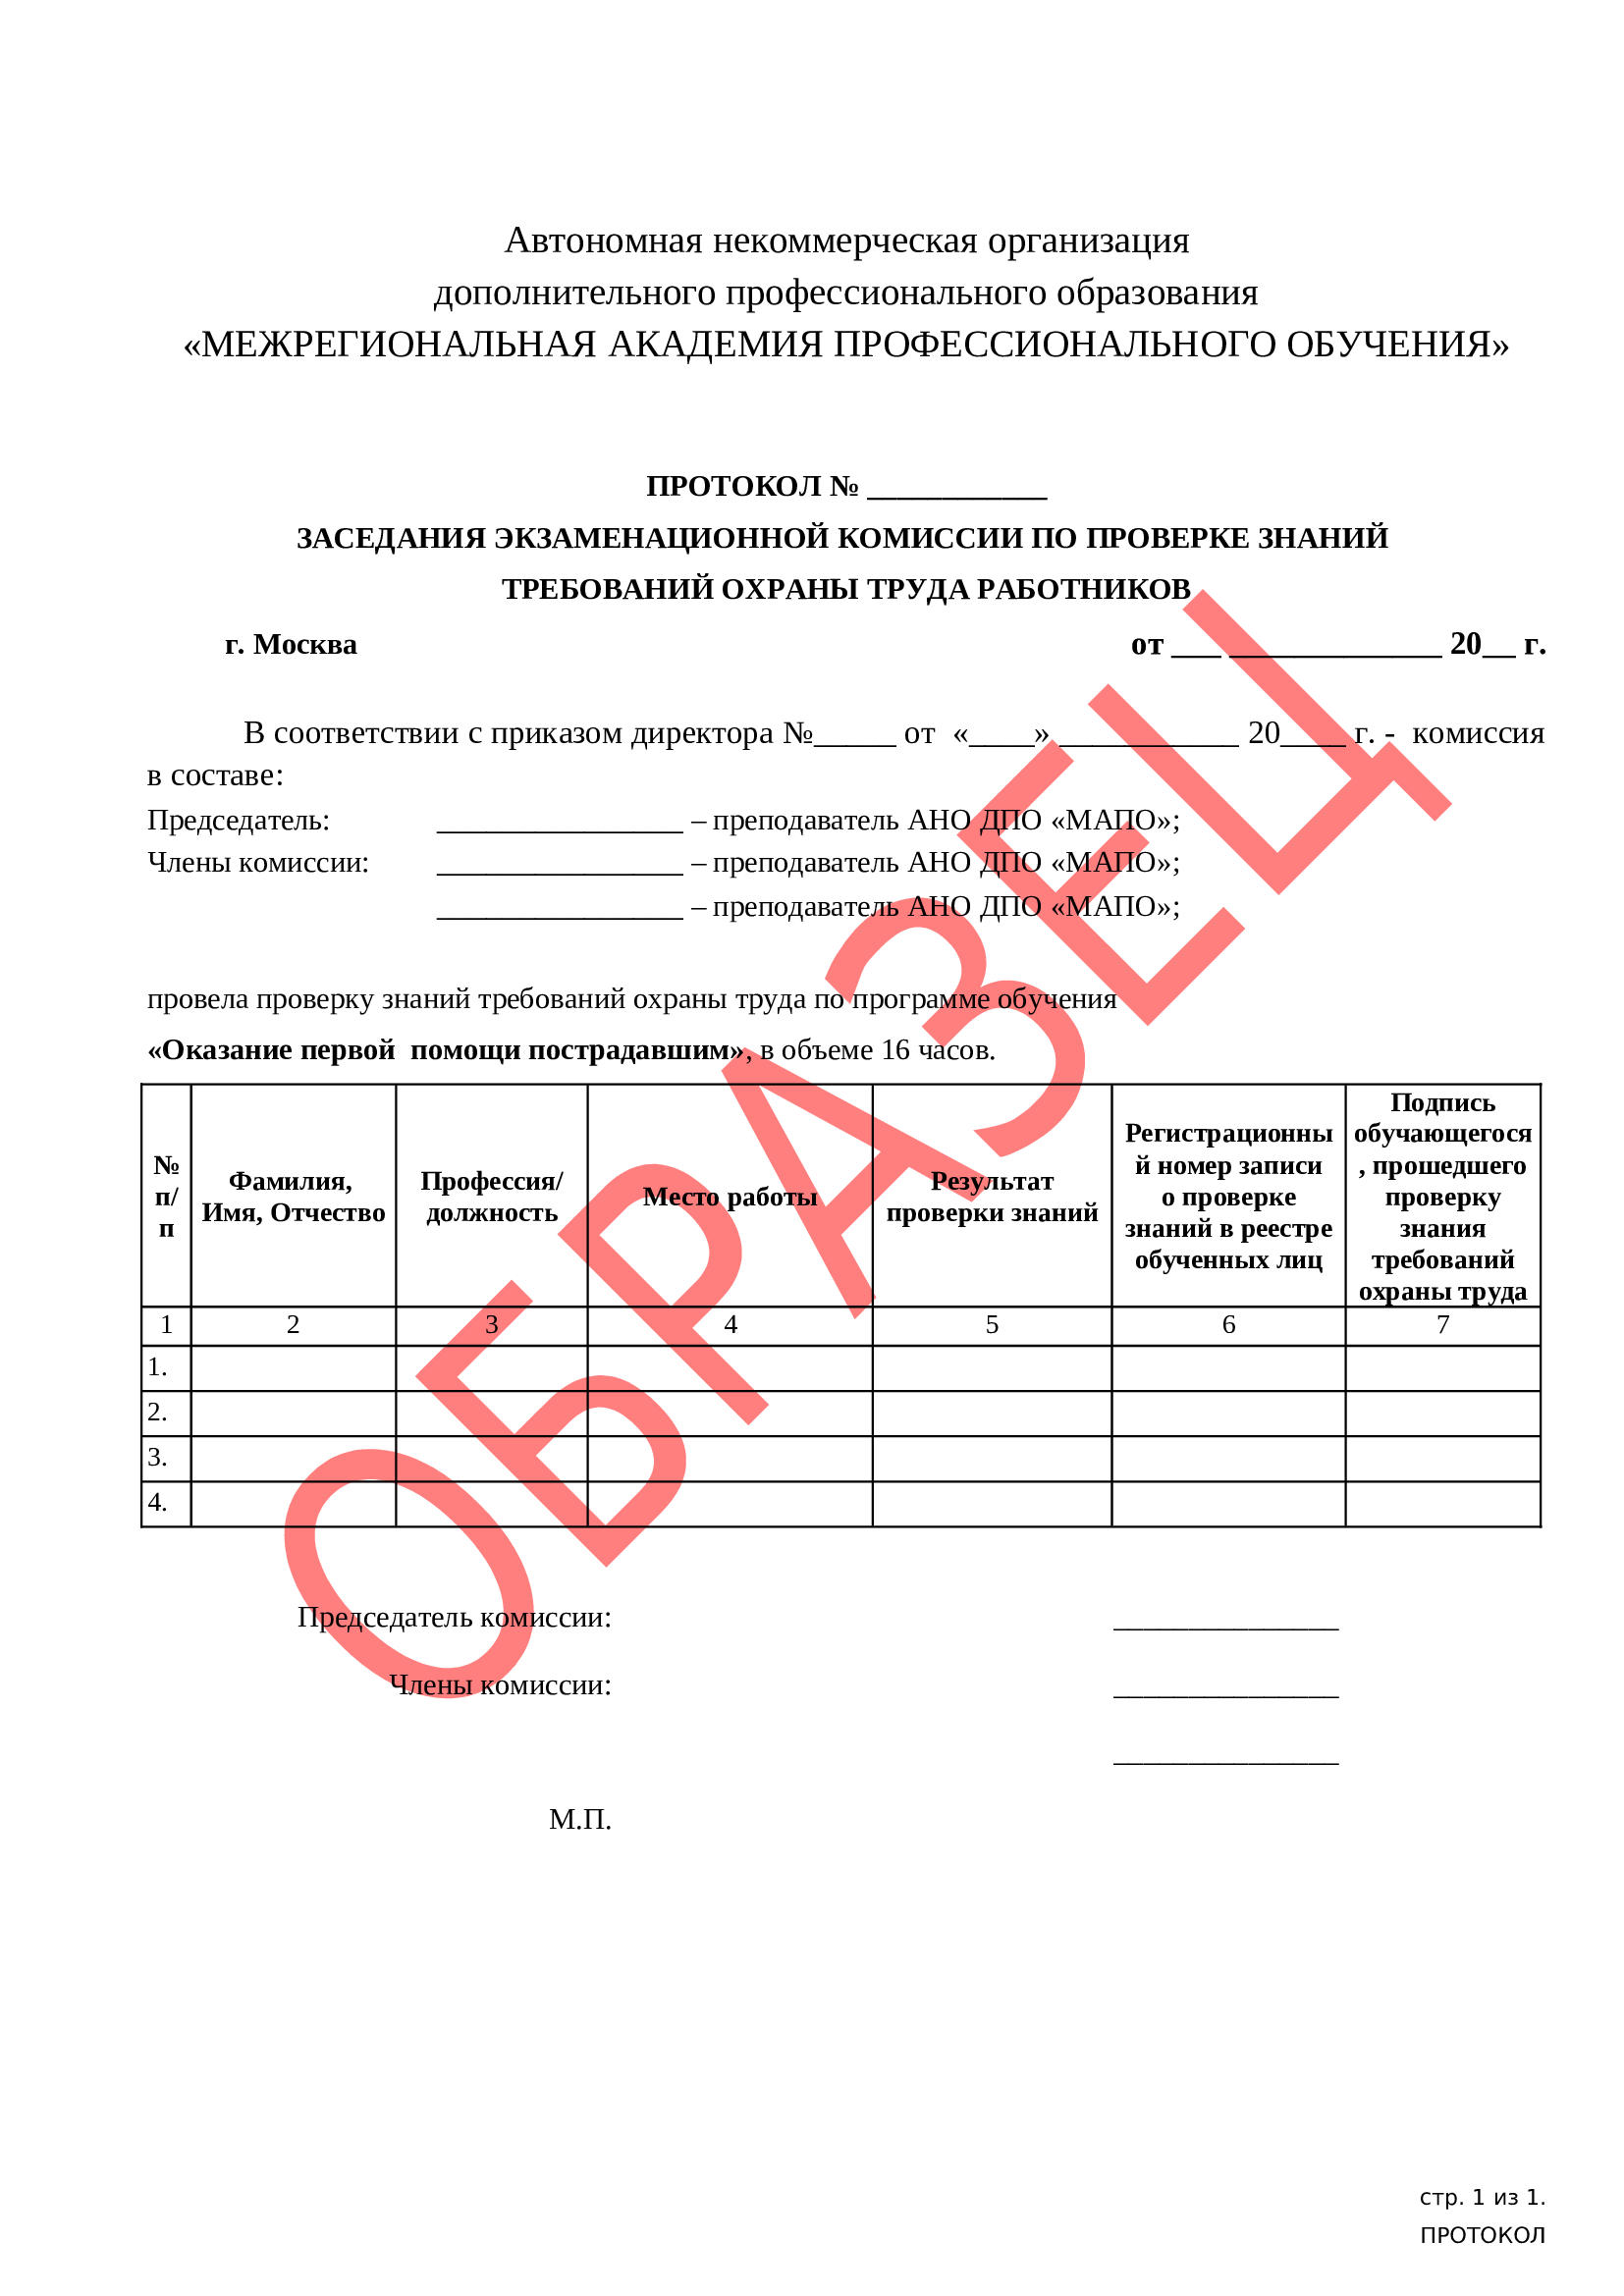 Автономная некоммерческая организация
дополнительного профессионального образования
«МЕЖРЕГИОНАЛЬНАЯ АКАДЕМИЯ ПРОФЕССИОНАЛЬНОГО ОБУЧЕНИЯ»
ПРОТОКОЛ № ____________
ЗАСЕДАНИЯ ЭКЗАМЕНАЦИОННОЙ КОМИССИИ ПО ПРОВЕРКЕ ЗНАНИЙ
ТРЕБОВАНИЙ ОХРАНЫ ТРУДА РАБОТНИКОВ
г. Москва от ___ _____________ 20__ г.
В соответствии с приказом директора №_____ от «____» ___________ 20____ г. - комиссия
в составе:
Председатель: ________________ – преподаватель АНО ДПО «МАПО»;
Члены комиссии: ________________ – преподаватель АНО ДПО «МАПО»;
________________ – преподаватель АНО ДПО «МАПО»;
провела проверку знаний требований охраны труда по программе обучения
«Оказание первой помощи пострадавшим», в объеме 16 часов.
№
п/
п
Фамилия,
Имя, Отчество
Профессия/
должность
Место работы
Результат
проверки знаний
Регистрационны
й номер записи
о проверке
знаний в реестре
обученных лиц
Подпись
обучающегося
, прошедшего
проверку
знания
требований
охраны труда
1 2 3 4 5 6 7
1.
2.
3.
4.
Председатель комиссии: _______________
Члены комиссии: _______________
_______________
М.П.
ОБРАЗЕЦ
стр. 1 из 1.
ПРОТОКОЛ